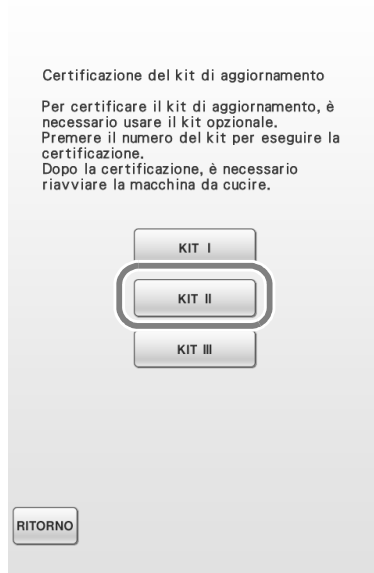 Certificazione del kit di aggiornamento
Per certificare il kit di aggiornamento, è
necessario usare il kit opzionale.
Premere il numero del kit per eseguire la
certificazione.
Dopo la certificazione, è necessario
riavviare la macchina da cucire.
KIT I
KIT II
KIT III
RITORNO